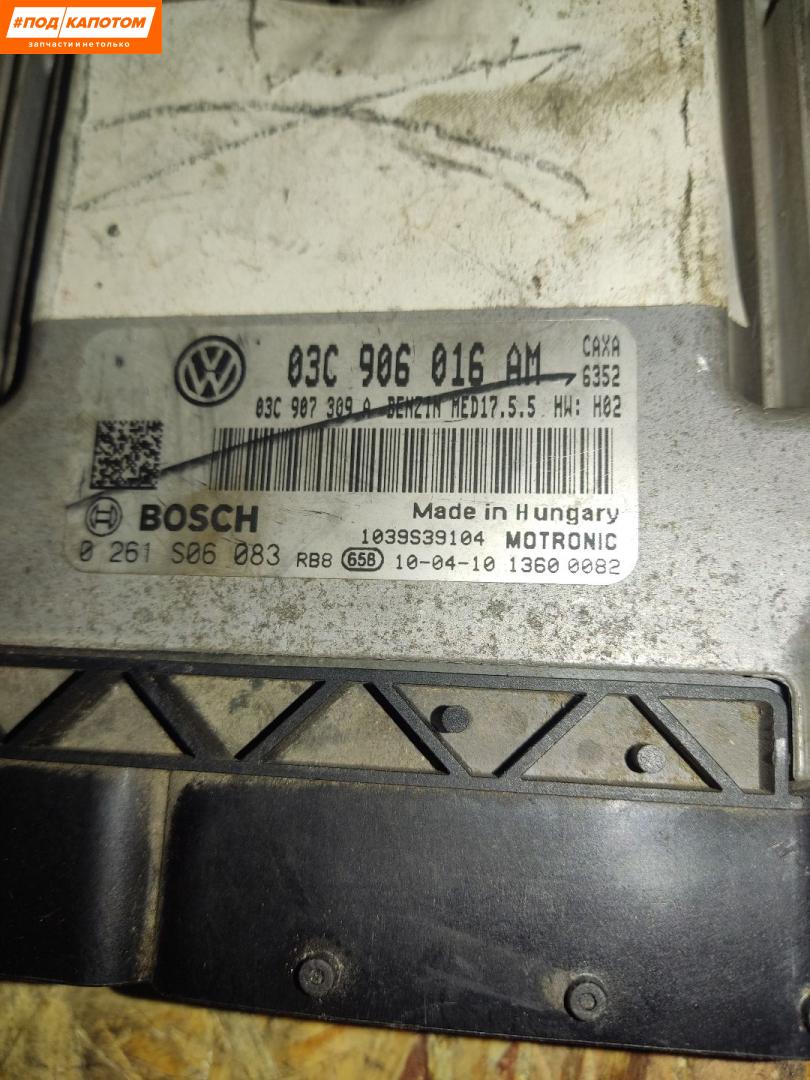 #ПОД КАПОТОМ
запчасти и не только
03C 906 016 AM
CAXA
6352
03C 907 309 A BENZIN MED17.5.5 HW: H02
BOSCH
Made in Hungary
1039S39104 MOTRONIC
0 261 S06 083 RB8 658 10-04-10 1360 0082